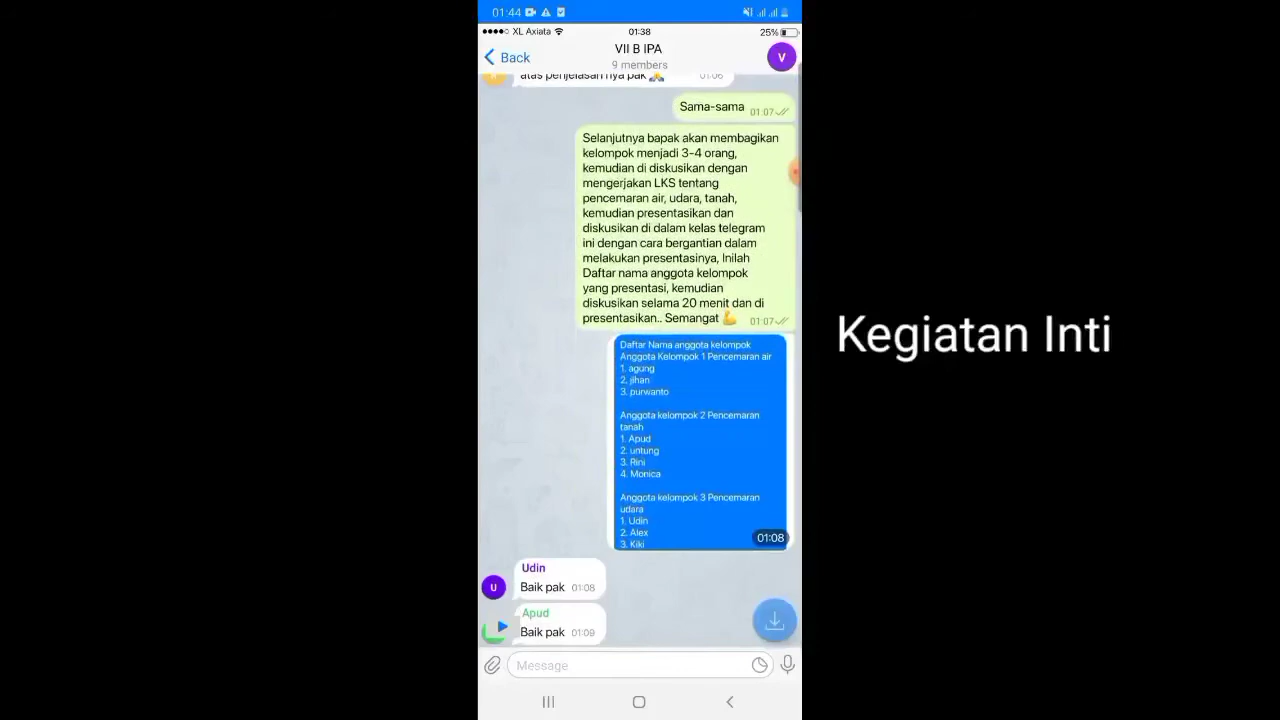 01:44
XL Axiata
01:38
25%
Back
VII B IPA
9 members
V
atas penjelasan nya pak 🙏 01:06
Sama-sama 01:07
Selanjutnya bapak akan membagikan
kelompok menjadi 3-4 orang,
kemudian di diskusikan dengan
mengerjakan LKS tentang
pencemaran air, udara, tanah,
kemudian presentasikan dan
diskusikan di dalam kelas telegram
ini dengan cara bergantian dalam
melakukan presentasinya, Inilah
Daftar nama anggota kelompok
yang presentasi, kemudian
diskusikan selama 20 menit dan di
presentasikan.. Semangat 💪 01:07
Daftar Nama anggota kelompok
Anggota Kelompok 1 Pencemaran air
1. agung
2. jihan
3. purwanto
Anggota kelompok 2 Pencemaran
tanah
1. Apud
2. untung
3. Rini
4. Monica
Anggota kelompok 3 Pencemaran
udara
1. Udin
2. Alex
3. Kiki
01:08
Udin
U
Baik pak 01:08
Apud
Baik pak 01:09
Message
Kegiatan Inti